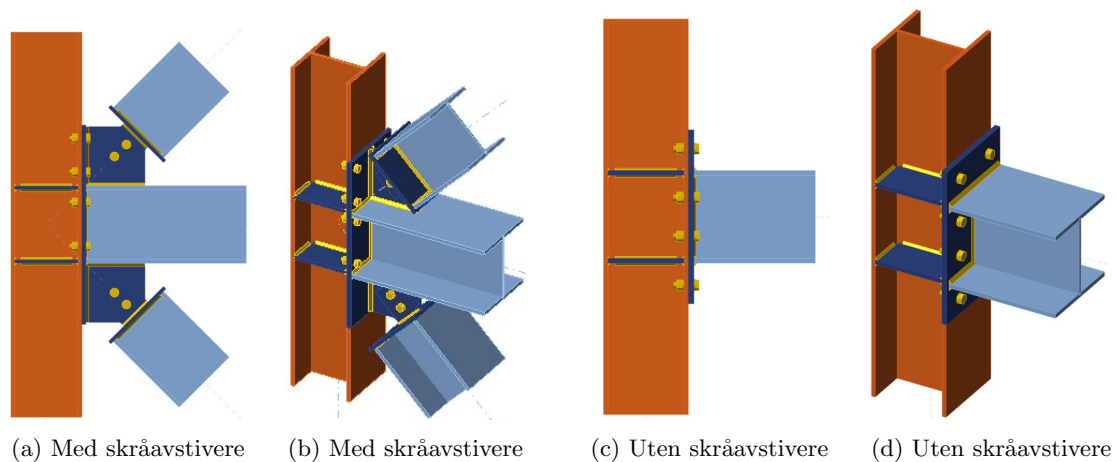 (a) Med skråavstivere
(b) Med skråavstivere
(c) Uten skråavstivere
(d) Uten skråavstivere